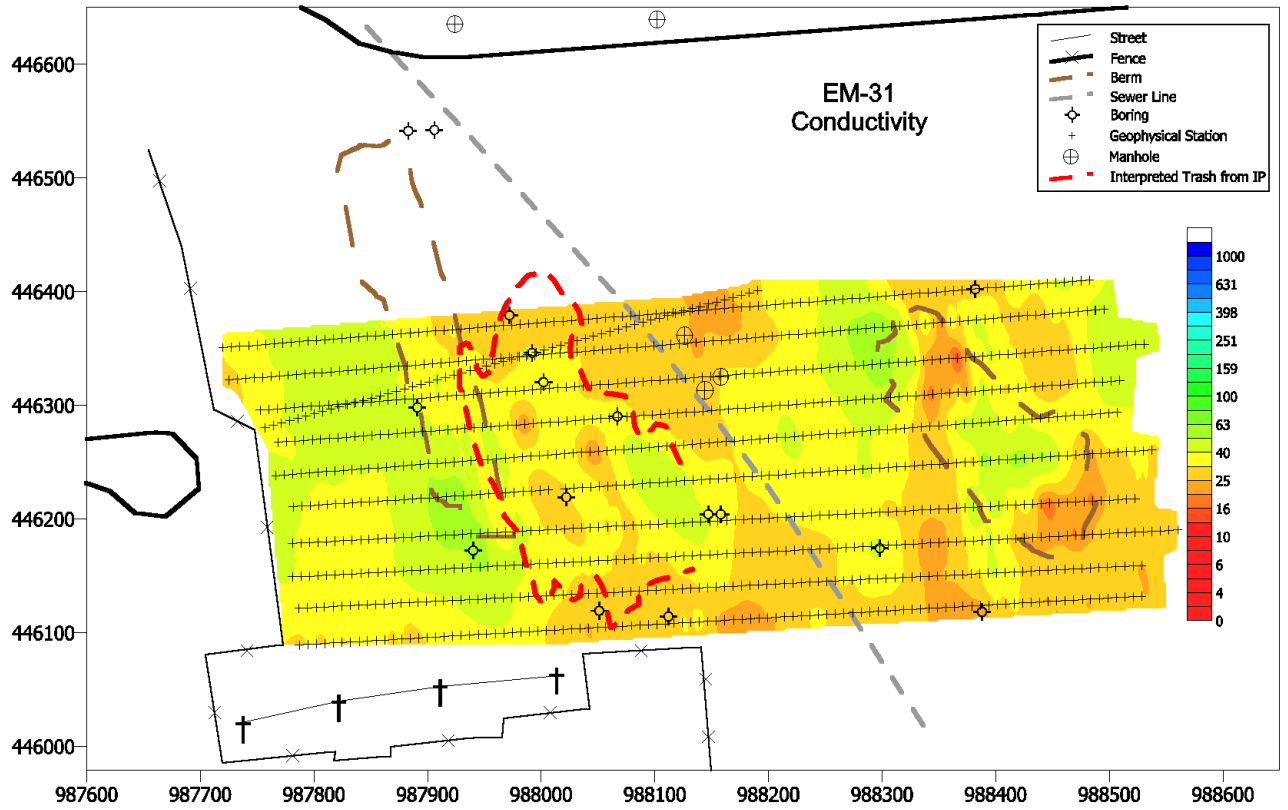 EM-31
Conductivity
Street
Fence
Berm
Sewer Line
Boring
Geophysical Station
Manhole
Interpreted Trash from IP
446600
446500
446400
446300
446200
446100
446000
1000
631
398
251
159
100
63
40
25
16
10
6
4
0
987600 987700 987800 987900 988000 988100 988200 988300 988400 988500 988600